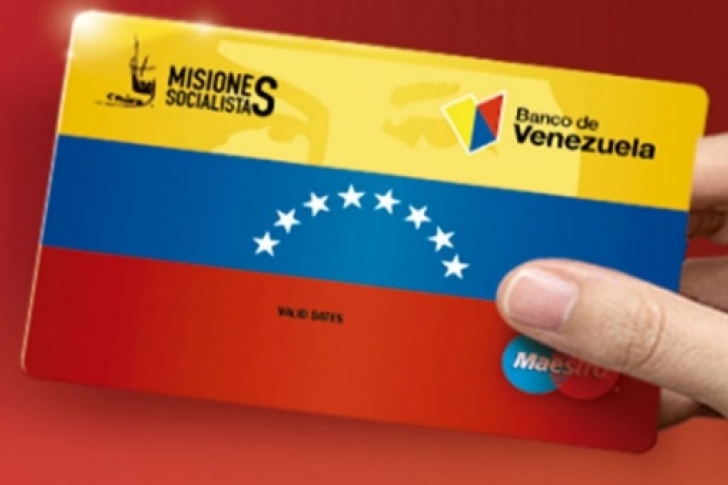 MISIONES
SOCIALISTAS
Banco de
Venezuela
VALID DATES
Maestro